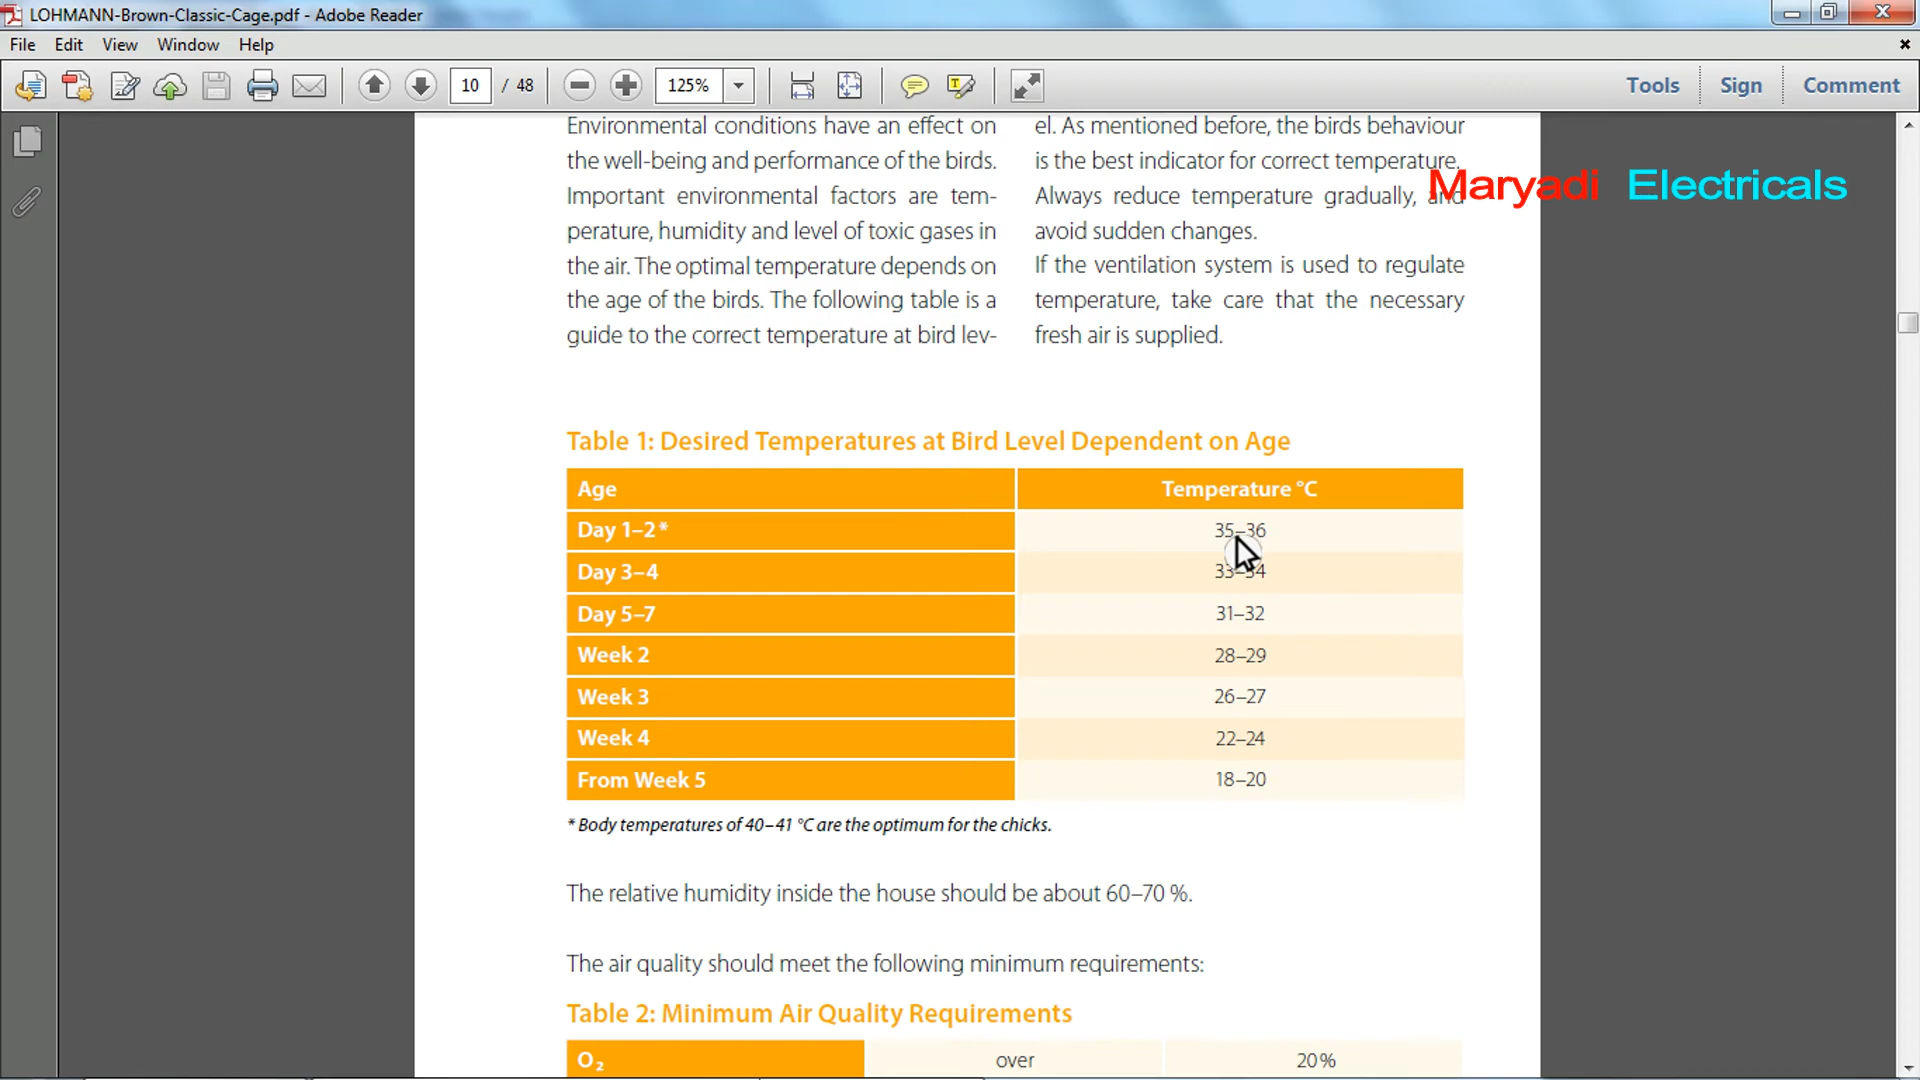 LOHMANN-Brown-Classic-Cage.pdf - Adobe Reader
File Edit View Window Help
10 / 48 125% Tools Sign Comment
Environmental conditions have an effect on
the well-being and performance of the birds.
Important environmental factors are tem-
perature, humidity and level of toxic gases in
the air. The optimal temperature depends on
the age of the birds. The following table is a
guide to the correct temperature at bird lev-
el. As mentioned before, the birds behaviour
is the best indicator for correct temperature.
Always reduce temperature gradually, and
avoid sudden changes.
If the ventilation system is used to regulate
temperature, take care that the necessary
fresh air is supplied.
Maryadi Electricals
Table 1: Desired Temperatures at Bird Level Dependent on Age
Age Temperature °C
Day 1–2* 35–36
Day 3–4 33–34
Day 5–7 31–32
Week 2 28–29
Week 3 26–27
Week 4 22–24
From Week 5 18–20
* Body temperatures of 40–41 °C are the optimum for the chicks.
The relative humidity inside the house should be about 60–70 %.
The air quality should meet the following minimum requirements:
Table 2: Minimum Air Quality Requirements
O₂ over 20%